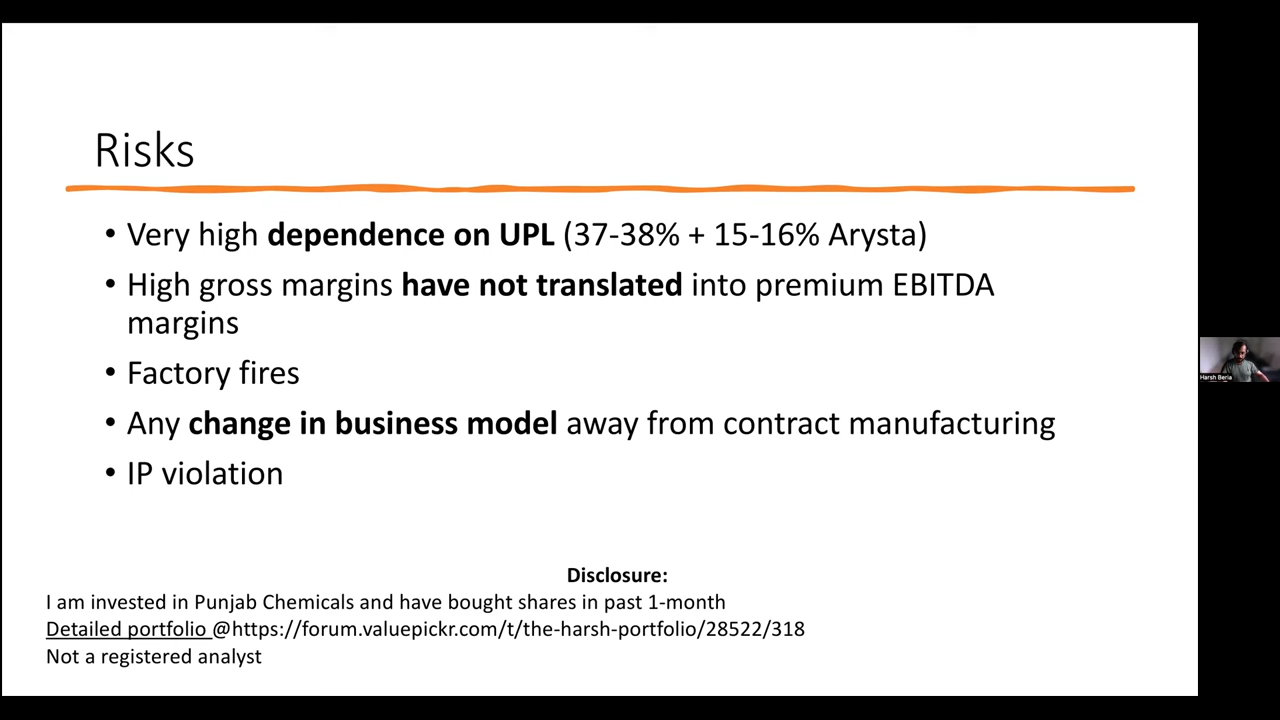 Risks
• Very high dependence on UPL (37-38% + 15-16% Arysta)
• High gross margins have not translated into premium EBITDA
margins
• Factory fires
• Any change in business model away from contract manufacturing
• IP violation
Disclosure:
I am invested in Punjab Chemicals and have bought shares in past 1-month
Detailed portfolio @https://forum.valuepickr.com/t/the-harsh-portfolio/28522/318
Not a registered analyst
Harsh Beria